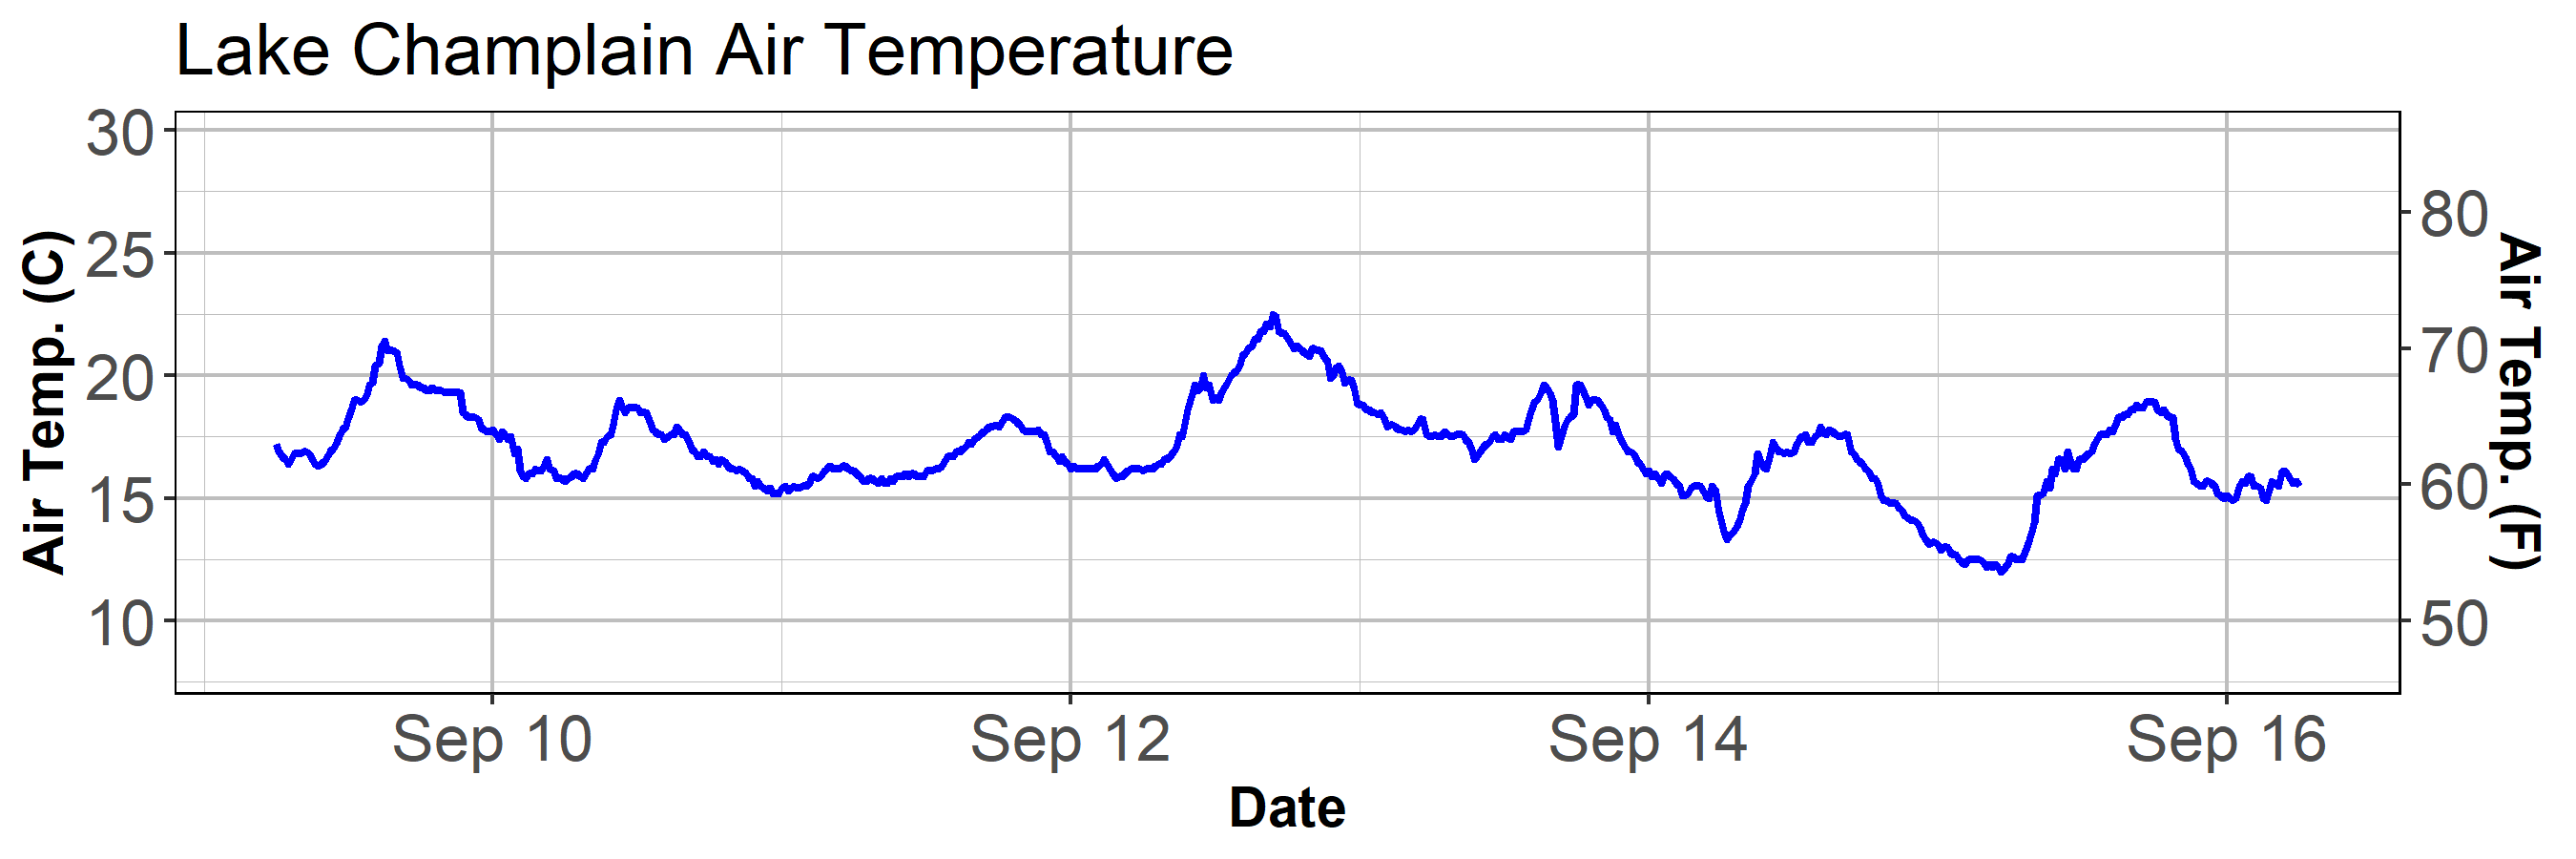 Lake Champlain Air Temperature
30
25
20
15
10
Air Temp. (C)
80
70
60
50
Air Temp. (F)
Sep 10 Sep 12 Sep 14 Sep 16
Date